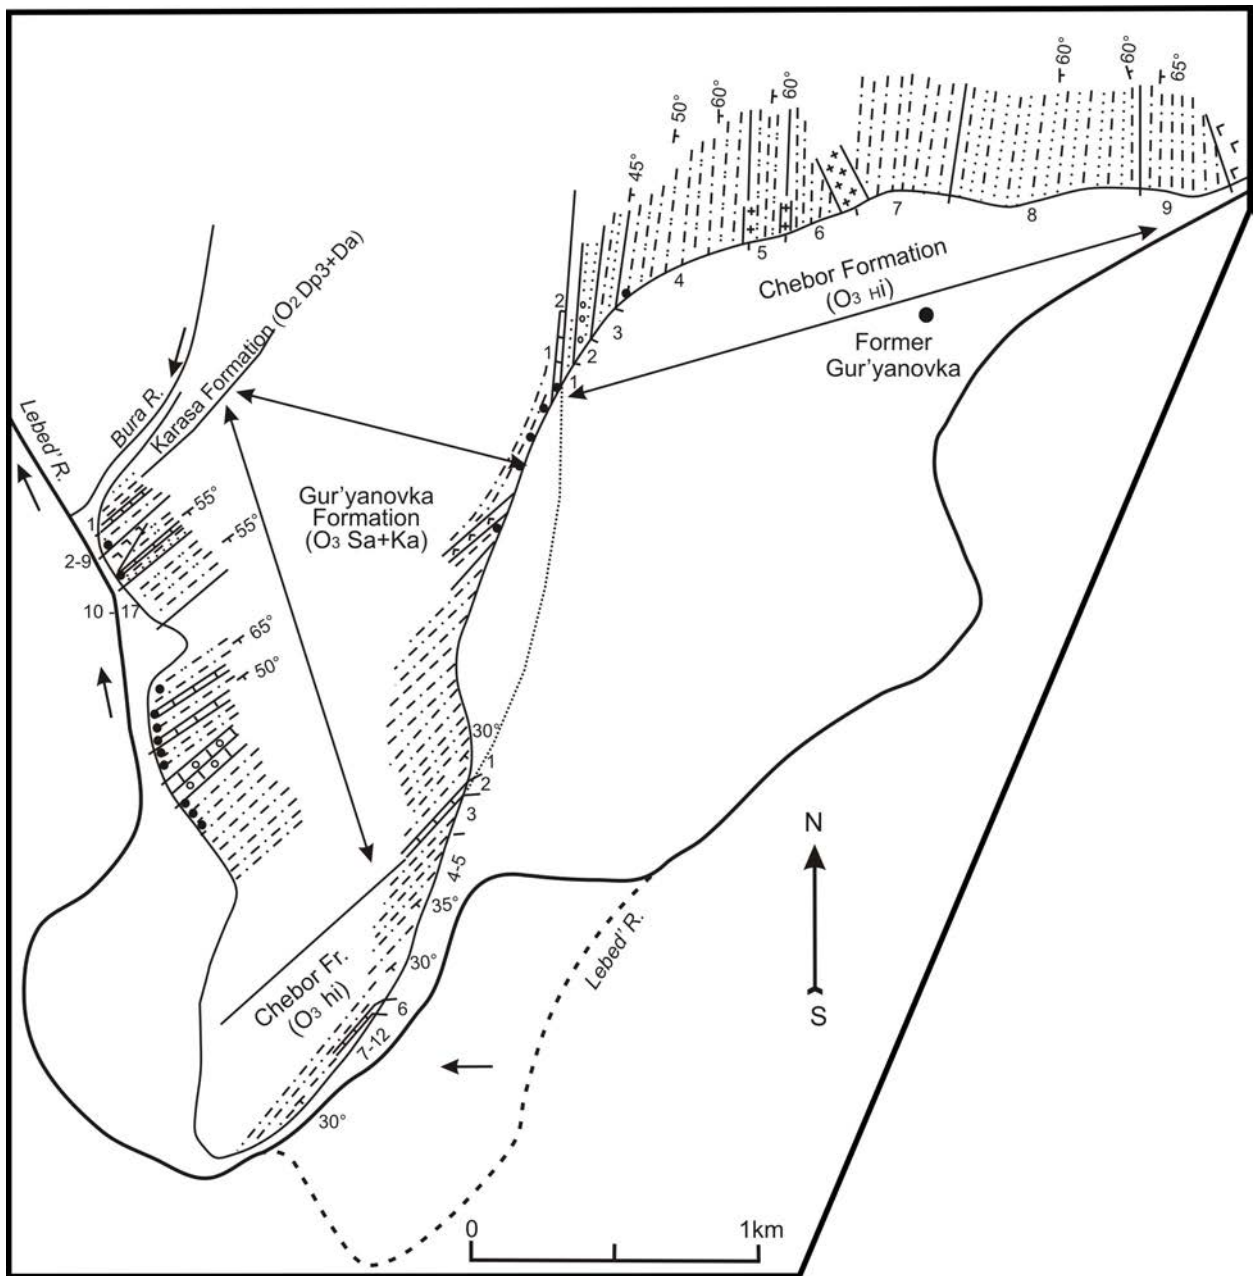 60°
60°
65°
50°
60°
60°
45°
7
8
9
6
5
4
3
2
1
2
1
Chebor Formation
(O3 Hi)
Former
Gur'yanovka
Karasa Formation (O2 Dp3+Da)
Bura R.
Lebed' R.
Gur'yanovka
Formation
(O3 Sa+Ka)
55°
55°
1
2-9
10 - 17
65°
50°
30°
1
2
3
4-5
35°
30°
Chebor Fr.
(O3 hi)
6
7-12
30°
Lebed' R.
N
S
0
1km